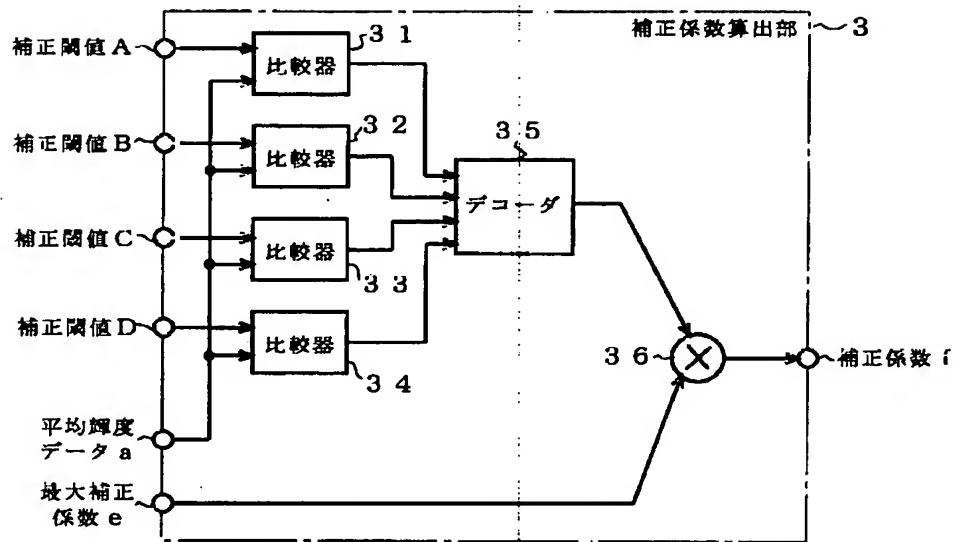 補正係数算出部
3
補正閾値A
31
比較器
補正閾値B
32
比較器
35
デコーダ
補正閾値C
比較器
33
補正閾値D
比較器
34
36
補正係数f
平均輝度
データa
最大補正
係数e